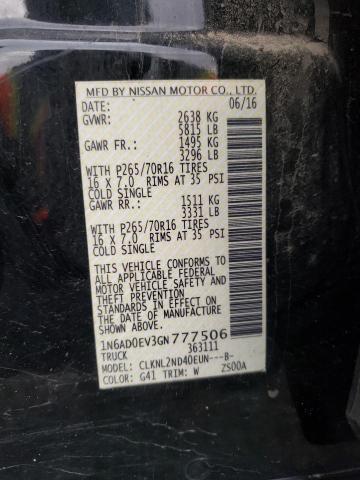 MFD BY NISSAN MOTOR CO., LTD.
DATE: 06/16
GVWR: 2638 KG
5815 LB
GAWR FR.: 1495 KG
3296 LB
WITH P265/70R16 TIRES
16 X 7.0 RIMS AT 35 PSI
COLD SINGLE
GAWR RR.: 1511 KG
3331 LB
WITH P265/70R16 TIRES
16 X 7.0 RIMS AT 35 PSI
COLD SINGLE
THIS VEHICLE CONFORMS TO
ALL APPLICABLE FEDERAL
MOTOR VEHICLE SAFETY AND
THEFT PREVENTION
STANDARDS IN EFFECT ON
THE DATE OF MANUFACTURE
SHOWN ABOVE.
1N6AD0EV3GN777506
TRUCK 363111
MODEL: CLKNL2ND40EUN---B-
COLOR: G41 TRIM: W ZS00A